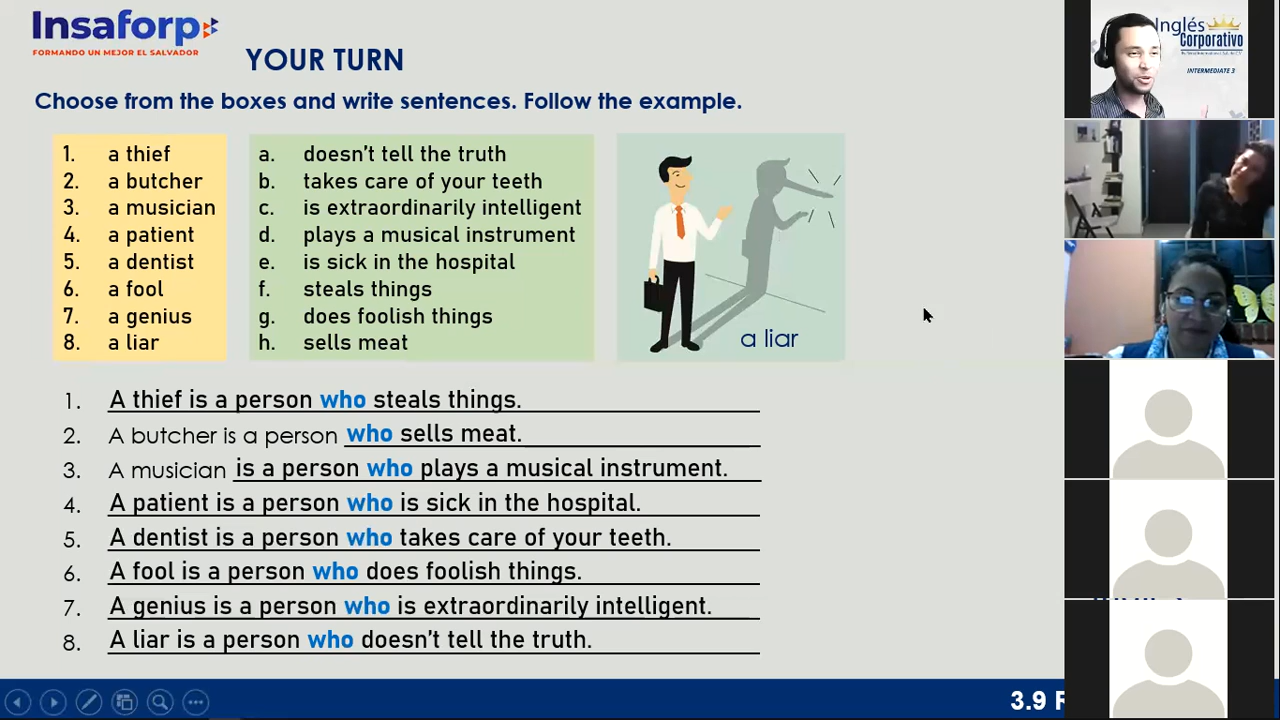 Insaforp
FORMANDO UN MEJOR EL SALVADOR
YOUR TURN
Choose from the boxes and write sentences. Follow the example.
1. a thief
2. a butcher
3. a musician
4. a patient
5. a dentist
6. a fool
7. a genius
8. a liar
a. doesn't tell the truth
b. takes care of your teeth
c. is extraordinarily intelligent
d. plays a musical instrument
e. is sick in the hospital
f. steals things
g. does foolish things
h. sells meat
a liar
1. A thief is a person who steals things.
2. A butcher is a person who sells meat.
3. A musician is a person who plays a musical instrument.
4. A patient is a person who is sick in the hospital.
5. A dentist is a person who takes care of your teeth.
6. A fool is a person who does foolish things.
7. A genius is a person who is extraordinarily intelligent.
8. A liar is a person who doesn't tell the truth.
3.9
Inglés
Corporativo
INTERMEDIATE 3